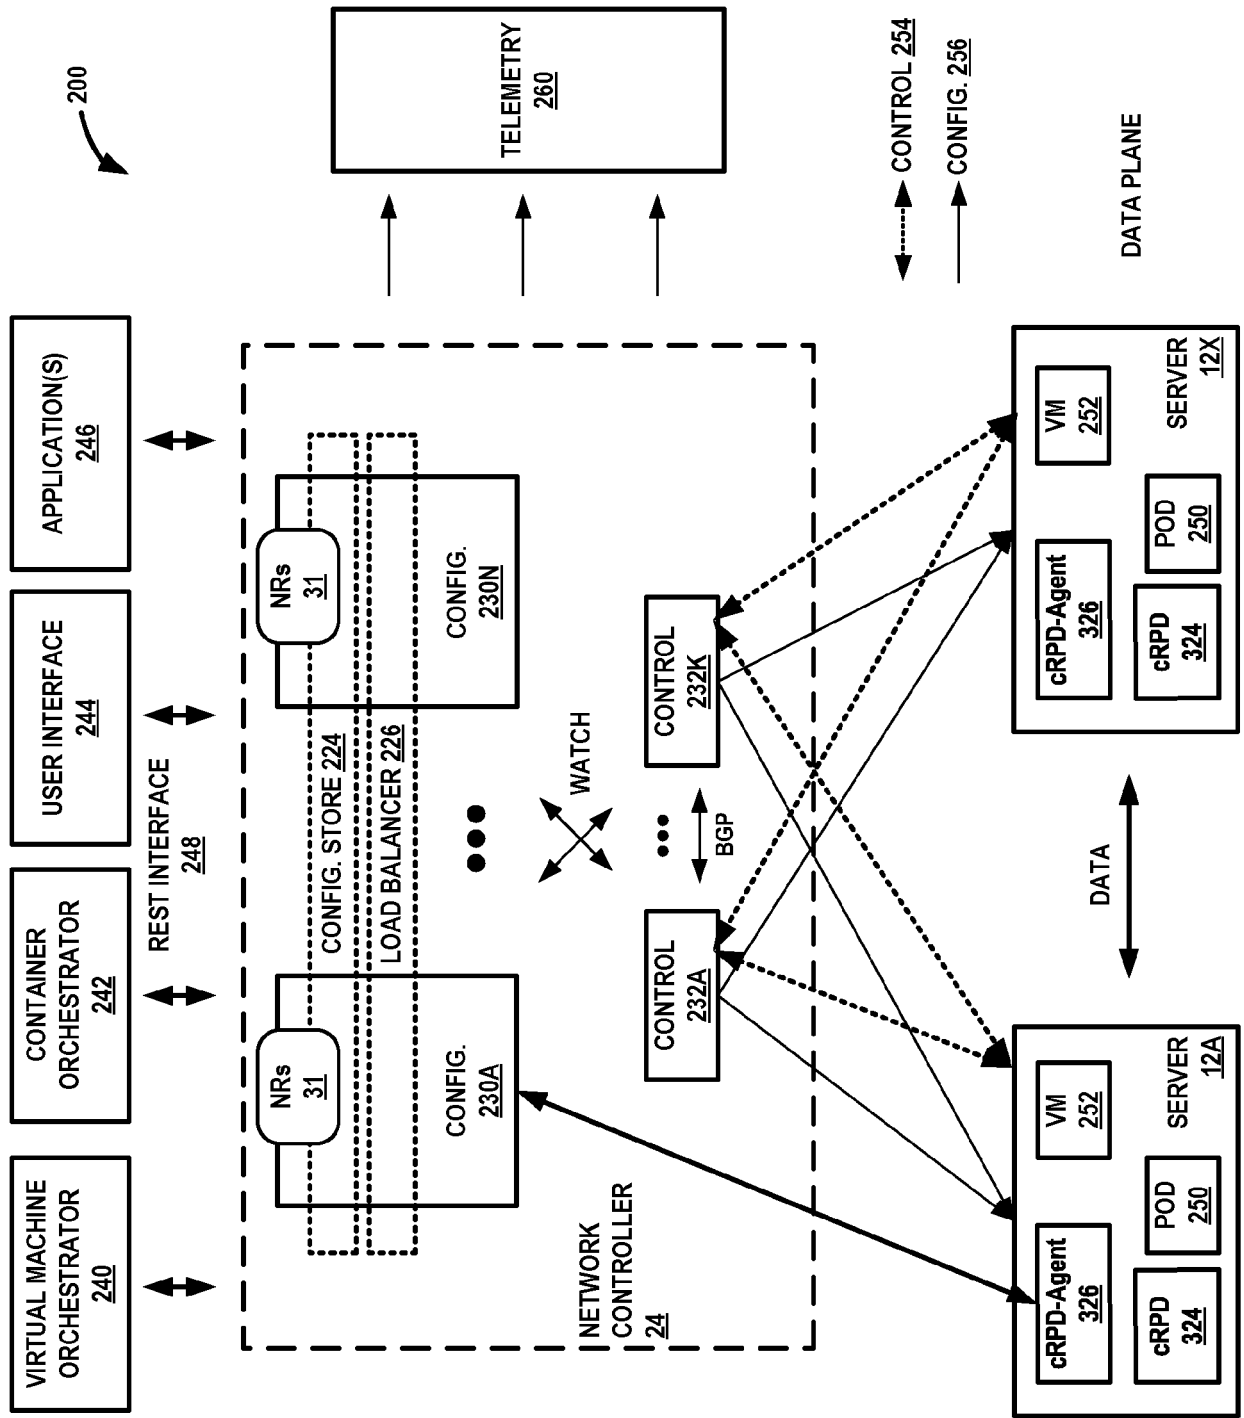 200
VIRTUAL MACHINE
ORCHESTRATOR
240
CONTAINER
ORCHESTRATOR
242
USER INTERFACE
244
APPLICATION(S)
246
REST INTERFACE
248
NRs
31
CONFIG.
230A
CONFIG. STORE 224
LOAD BALANCER 226
NRs
31
CONFIG.
230N
TELEMETRY
260
WATCH
NETWORK
CONTROLLER
24
CONTROL
232A
BGP
CONTROL
232K
CONTROL 254
CONFIG. 256
DATA PLANE
cRPD-Agent
326
VM
252
cRPD
324
POD
250
SERVER
12A
DATA
cRPD-Agent
326
VM
252
cRPD
324
POD
250
SERVER
12X